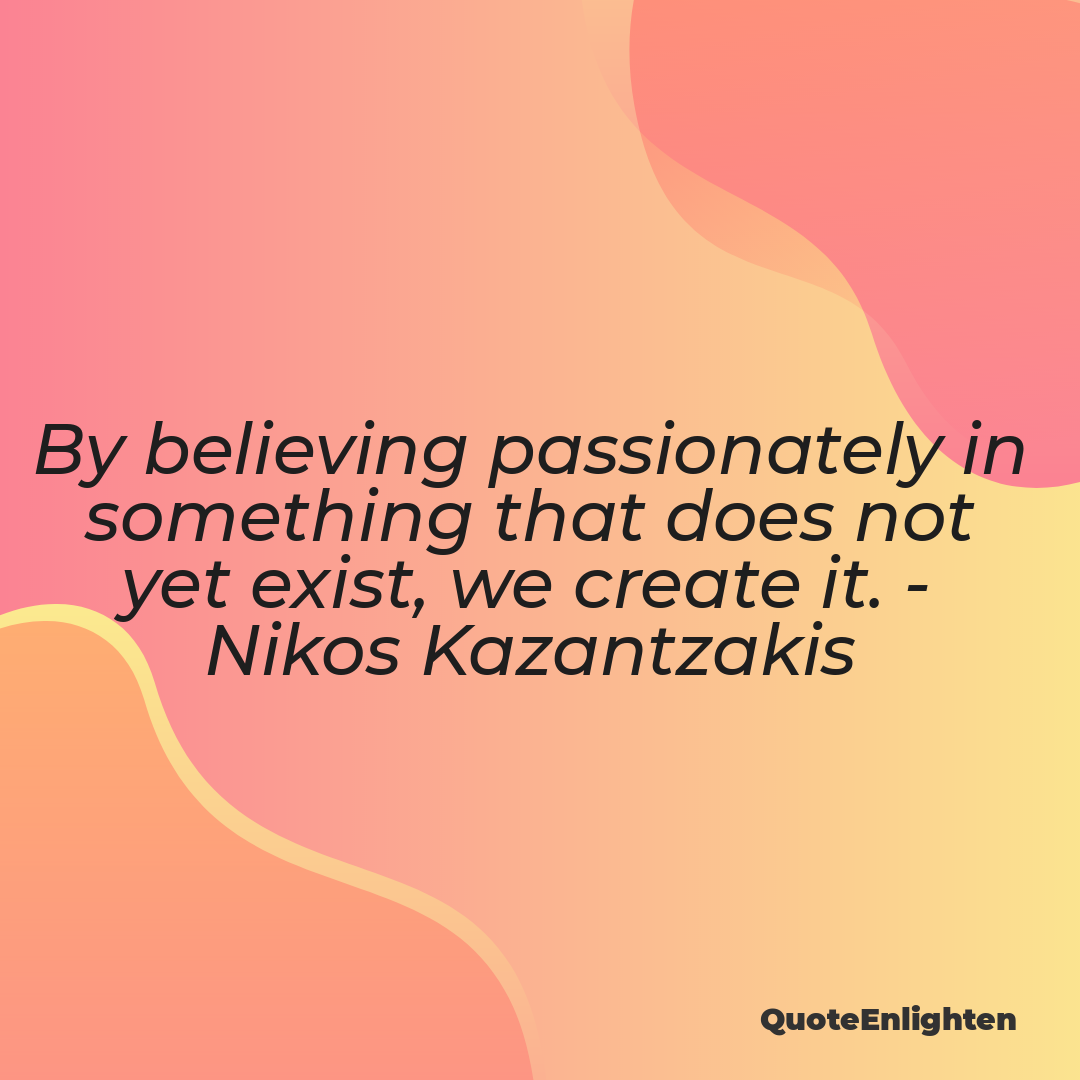 By believing passionately in
something that does not
yet exist, we create it. -
Nikos Kazantzakis
QuoteEnlighten